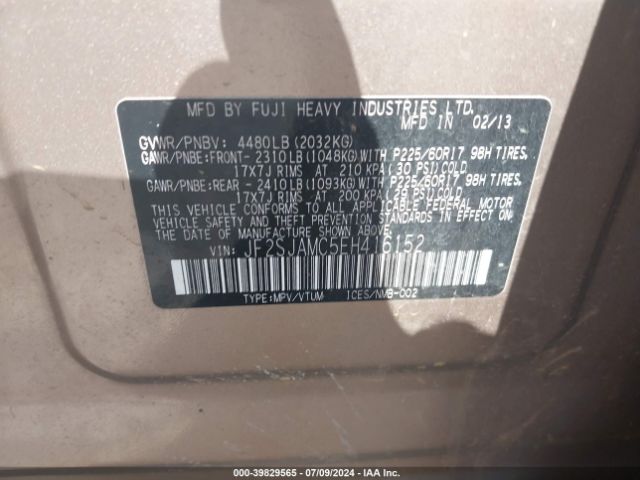 MFD BY FUJI HEAVY INDUSTRIES LTD.
MFD IN 02/13
GVWR/PNBV: 4480LB(2032KG)
GAWR/PNBE:FRONT-2310LB(1048KG)WITH P225/60R17 98H TIRES,
17X7J RIMS AT 210 KPA(30 PSI)COLD.
GAWR/PNBE:REAR -2410LB(1093KG)WITH P225/60R17 98H TIRES,
17X7J RIMS AT 200 KPA(29 PSI)COLD.
THIS VEHICLE CONFORMS TO ALL APPLICABLE FEDERAL MOTOR
VEHICLE SAFETY STANDARDS IN EFFECT ON THE
DATE OF MANUFACTURE SHOWN ABOVE.
VIN: JF2SJAMC5EH416152
TYPE:MPV/VTUM ICES/NMB-002
000-39829565 / 07/09/2024 - IAA Inc.